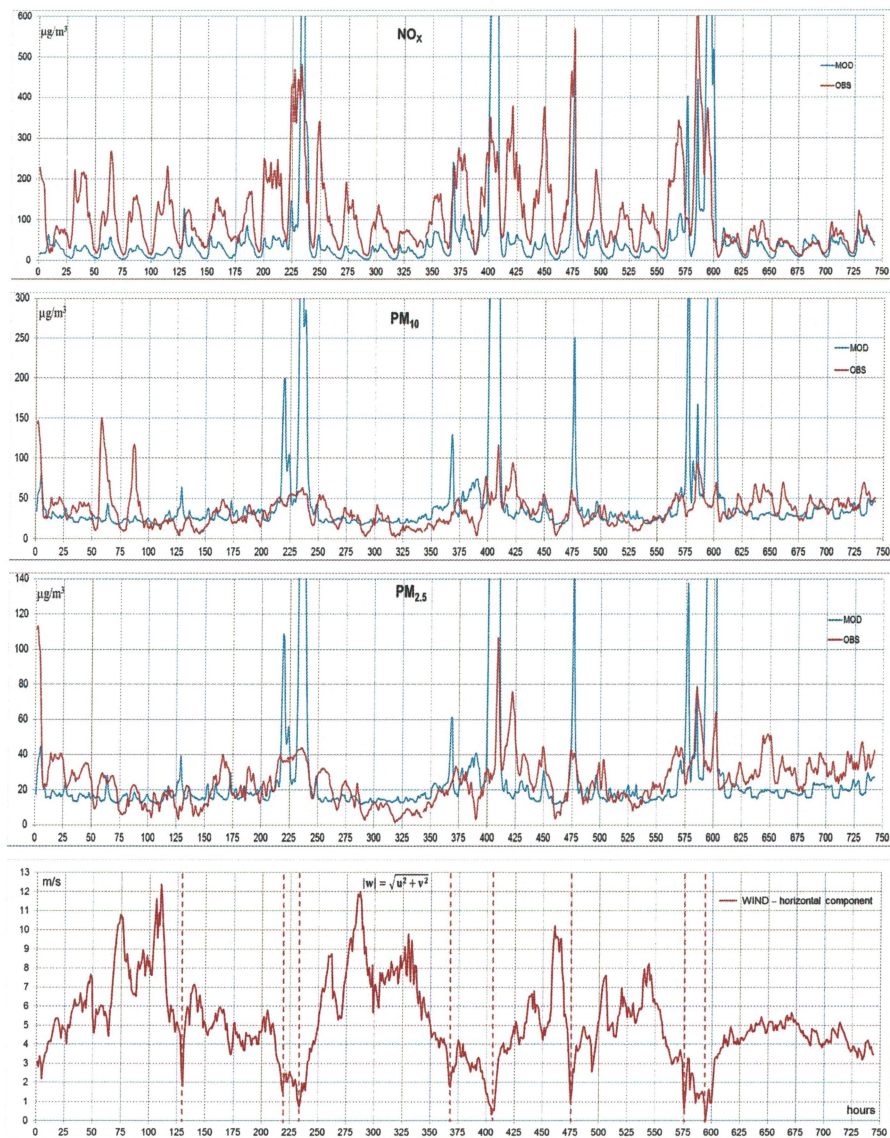 600
µg/m³
NOX
500
MOD
OBS
400
300
200
100
0
0 25 50 75 100 125 150 175 200 225 250 275 300 325 350 375 400 425 450 475 500 525 550 575 600 625 650 675 700 725 750
300
µg/m³
PM10
250
MOD
OBS
200
150
100
50
0
0 25 50 75 100 125 150 175 200 225 250 275 300 325 350 375 400 425 450 475 500 525 550 575 600 625 650 675 700 725 750
140
µg/m³
PM2.5
120
MOD
OBS
100
80
60
40
20
0
0 25 50 75 100 125 150 175 200 225 250 275 300 325 350 375 400 425 450 475 500 525 550 575 600 625 650 675 700 725 750
13
m/s
|w| = √u² + v²
12
WIND – horizontal component
11
10
9
8
7
6
5
4
3
2
1
hours
0
0 25 50 75 100 125 150 175 200 225 250 275 300 325 350 375 400 425 450 475 500 525 550 575 600 625 650 675 700 725 750